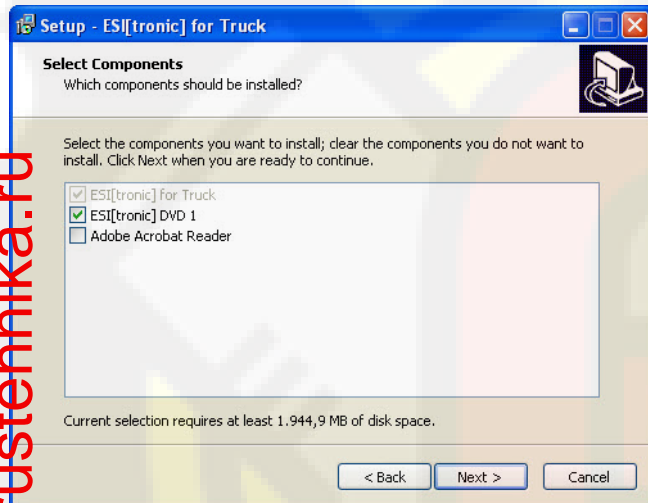 Setup - ESI[tronic] for Truck
Select Components
Which components should be installed?
Select the components you want to install; clear the components you do not want to
install. Click Next when you are ready to continue.
ESI[tronic] for Truck
ESI[tronic] DVD 1
Adobe Acrobat Reader
Current selection requires at least 1.944,9 MB of disk space.
< Back
Next >
Cancel
ustehnika.ru